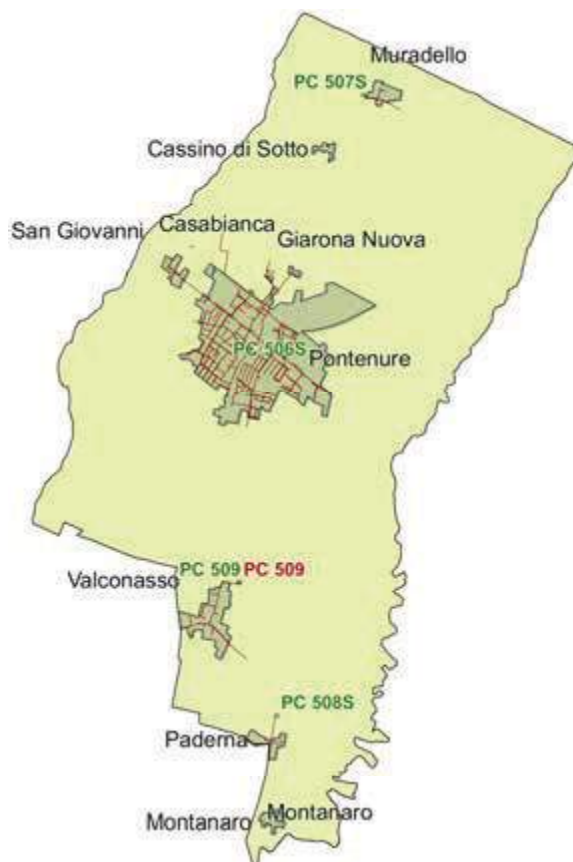 Muradello
PC 507S
Cassino di Sotto
Casabianca
San Giovanni
Giarona Nuova
PC 506S
Pontenure
PC 509 PC 509
Valconasso
PC 508S
Paderna
Montanaro
Montanaro